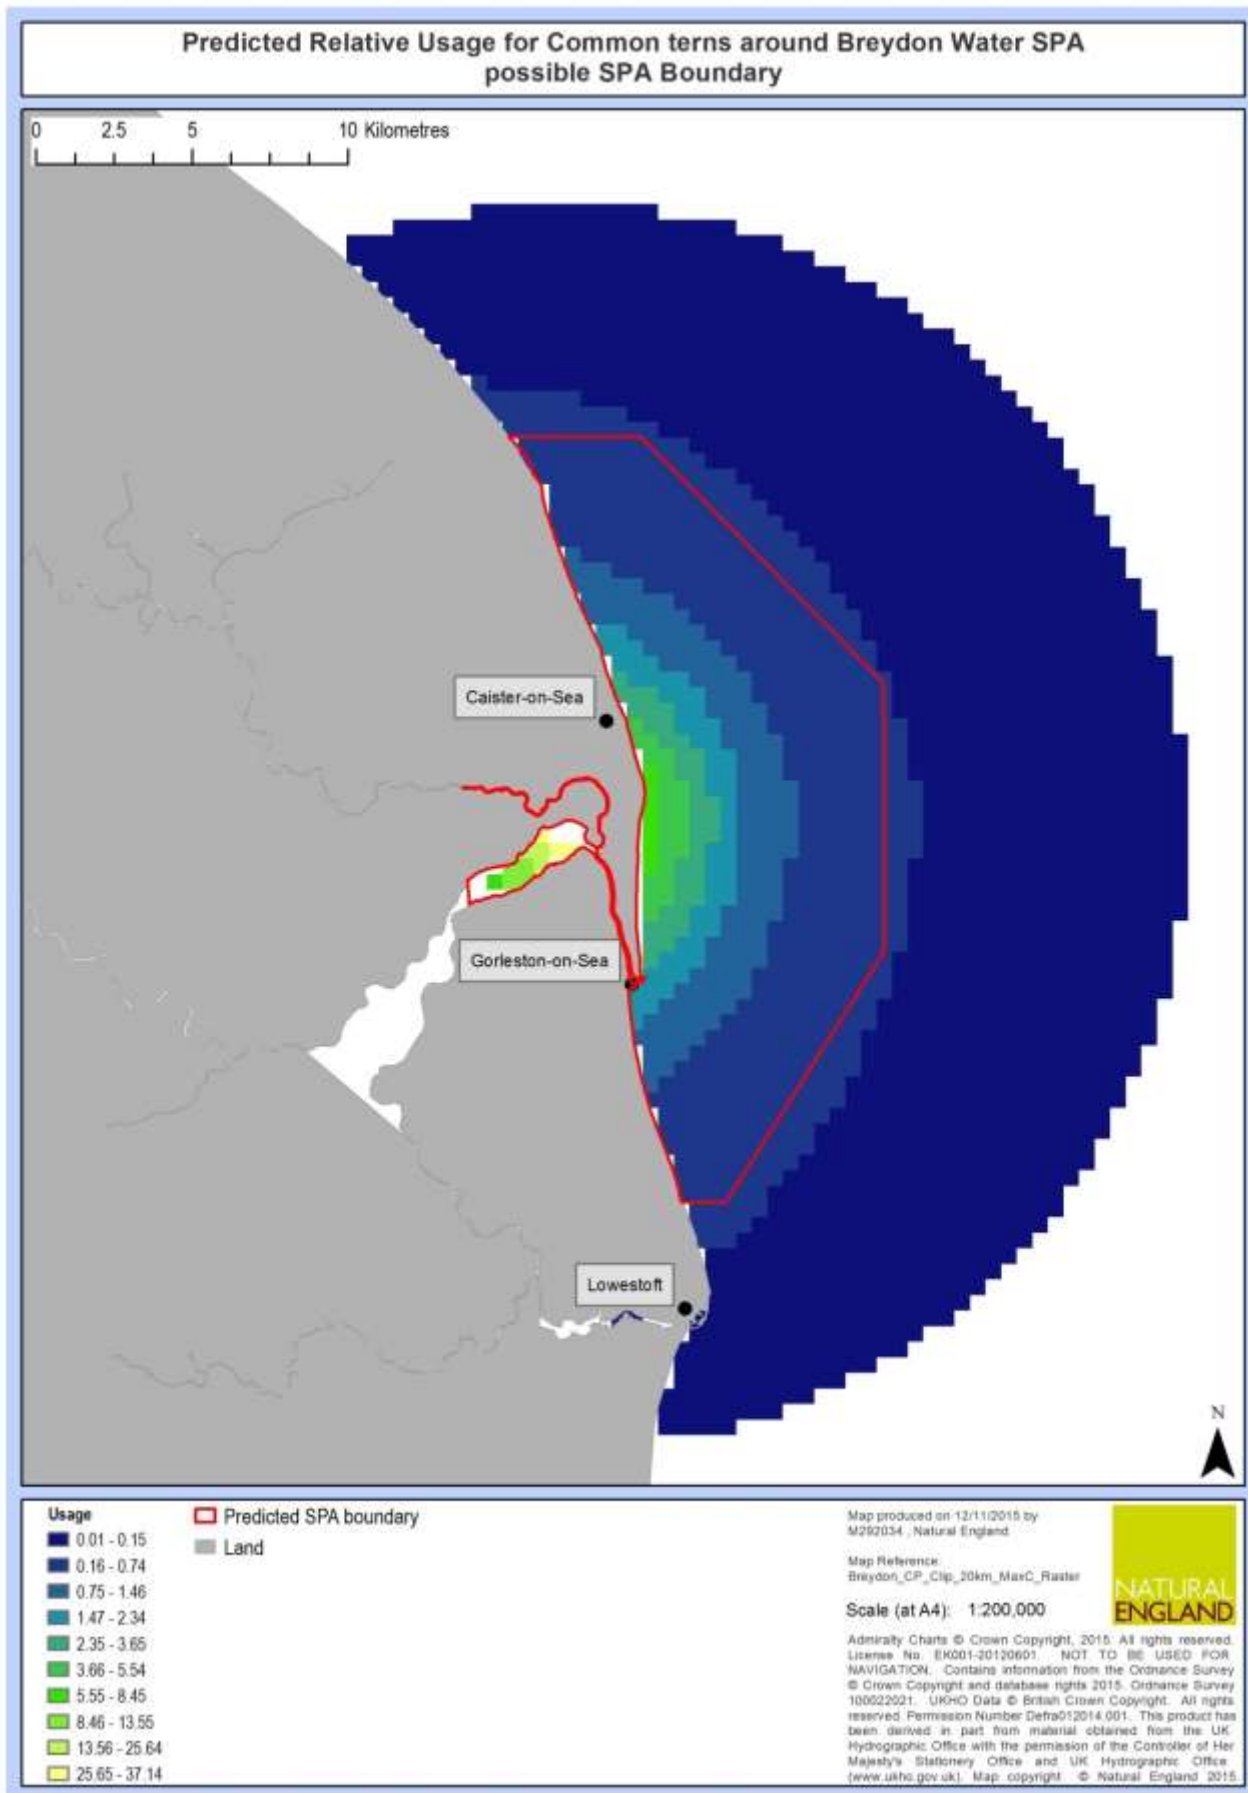 Predicted Relative Usage for Common terns around Breydon Water SPA
possible SPA Boundary
0 2.5 5 10 Kilometres
Caister-on-Sea
Gorleston-on-Sea
Lowestoft
N
Usage
0.01 - 0.15
0.16 - 0.74
0.75 - 1.46
1.47 - 2.34
2.35 - 3.65
3.66 - 5.54
5.55 - 8.45
8.46 - 13.55
13.56 - 25.64
25.65 - 37.14
Predicted SPA boundary
Land
Map produced on 12/11/2015 by
M292034 , Natural England
Map Reference:
Breydon_CP_Clip_20km_MaxC_Raster
Scale (at A4): 1:200,000
NATURAL
ENGLAND
Admiralty Charts © Crown Copyright, 2015. All rights reserved.
License No. EK001-20120601. NOT TO BE USED FOR
NAVIGATION. Contains information from the Ordnance Survey
© Crown Copyright and database rights 2015. Ordnance Survey
100022021. UKHO Data © British Crown Copyright. All rights
reserved. Permission Number Defra012014.001. This product has
been derived in part from material obtained from the UK
Hydrographic Office with the permission of the Controller of Her
Majesty's Stationery Office and UK Hydrographic Office
(www.ukho.gov.uk). Map copyright © Natural England 2015